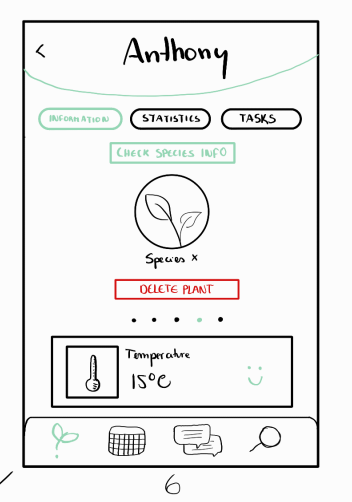 <
Anthony
INFORMATION STATISTICS TASKS
CHECK SPECIES INFO
Species x
DELETE PLANT
Temperature
15°C
6